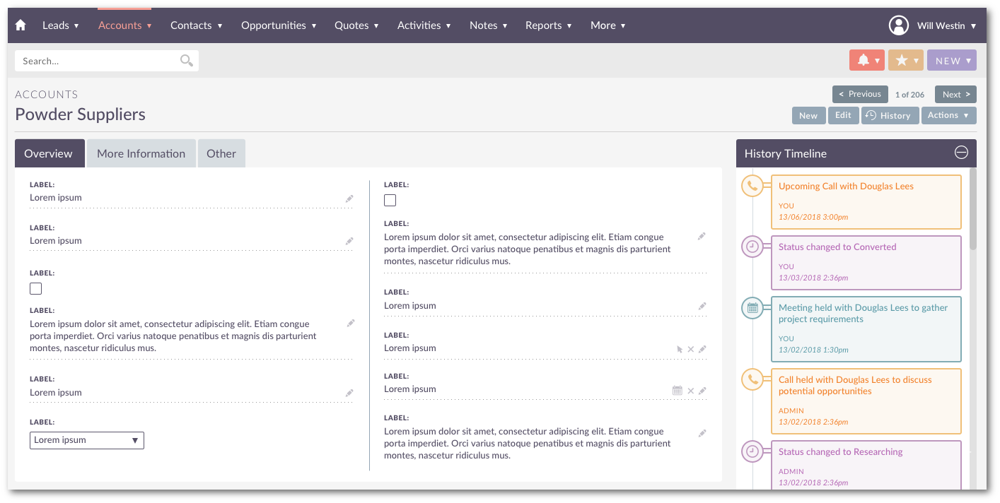 Leads ▼ Accounts ▼ Contacts ▼ Opportunities ▼ Quotes ▼ Activities ▼ Notes ▼ Reports ▼ More ▼ Will Westin ▼
Search...
▼ ▼ NEW ▼
ACCOUNTS
< Previous 1 of 206 Next >
Powder Suppliers
New Edit History Actions ▼
Overview More Information Other
LABEL:
Lorem ipsum
LABEL:
Lorem ipsum
LABEL:
LABEL:
Lorem ipsum dolor sit amet, consectetur adipiscing elit. Etiam congue
porta imperdiet. Orci varius natoque penatibus et magnis dis parturient
montes, nascetur ridiculus mus.
LABEL:
Lorem ipsum
LABEL:
Lorem ipsum ▼
LABEL:
LABEL:
Lorem ipsum dolor sit amet, consectetur adipiscing elit. Etiam congue
porta imperdiet. Orci varius natoque penatibus et magnis dis parturient
montes, nascetur ridiculus mus.
LABEL:
Lorem ipsum
LABEL:
Lorem ipsum
LABEL:
Lorem ipsum
LABEL:
Lorem ipsum dolor sit amet, consectetur adipiscing elit. Etiam congue
porta imperdiet. Orci varius natoque penatibus et magnis dis parturient
montes, nascetur ridiculus mus.
History Timeline
Upcoming Call with Douglas Lees
YOU
13/06/2018 3:00pm
Status changed to Converted
YOU
13/03/2018 2:36pm
Meeting held with Douglas Lees to gather
project requirements
YOU
13/02/2018 1:30pm
Call held with Douglas Lees to discuss
potential opportunities
ADMIN
13/02/2018 2:36pm
Status changed to Researching
ADMIN
13/02/2018 2:36pm